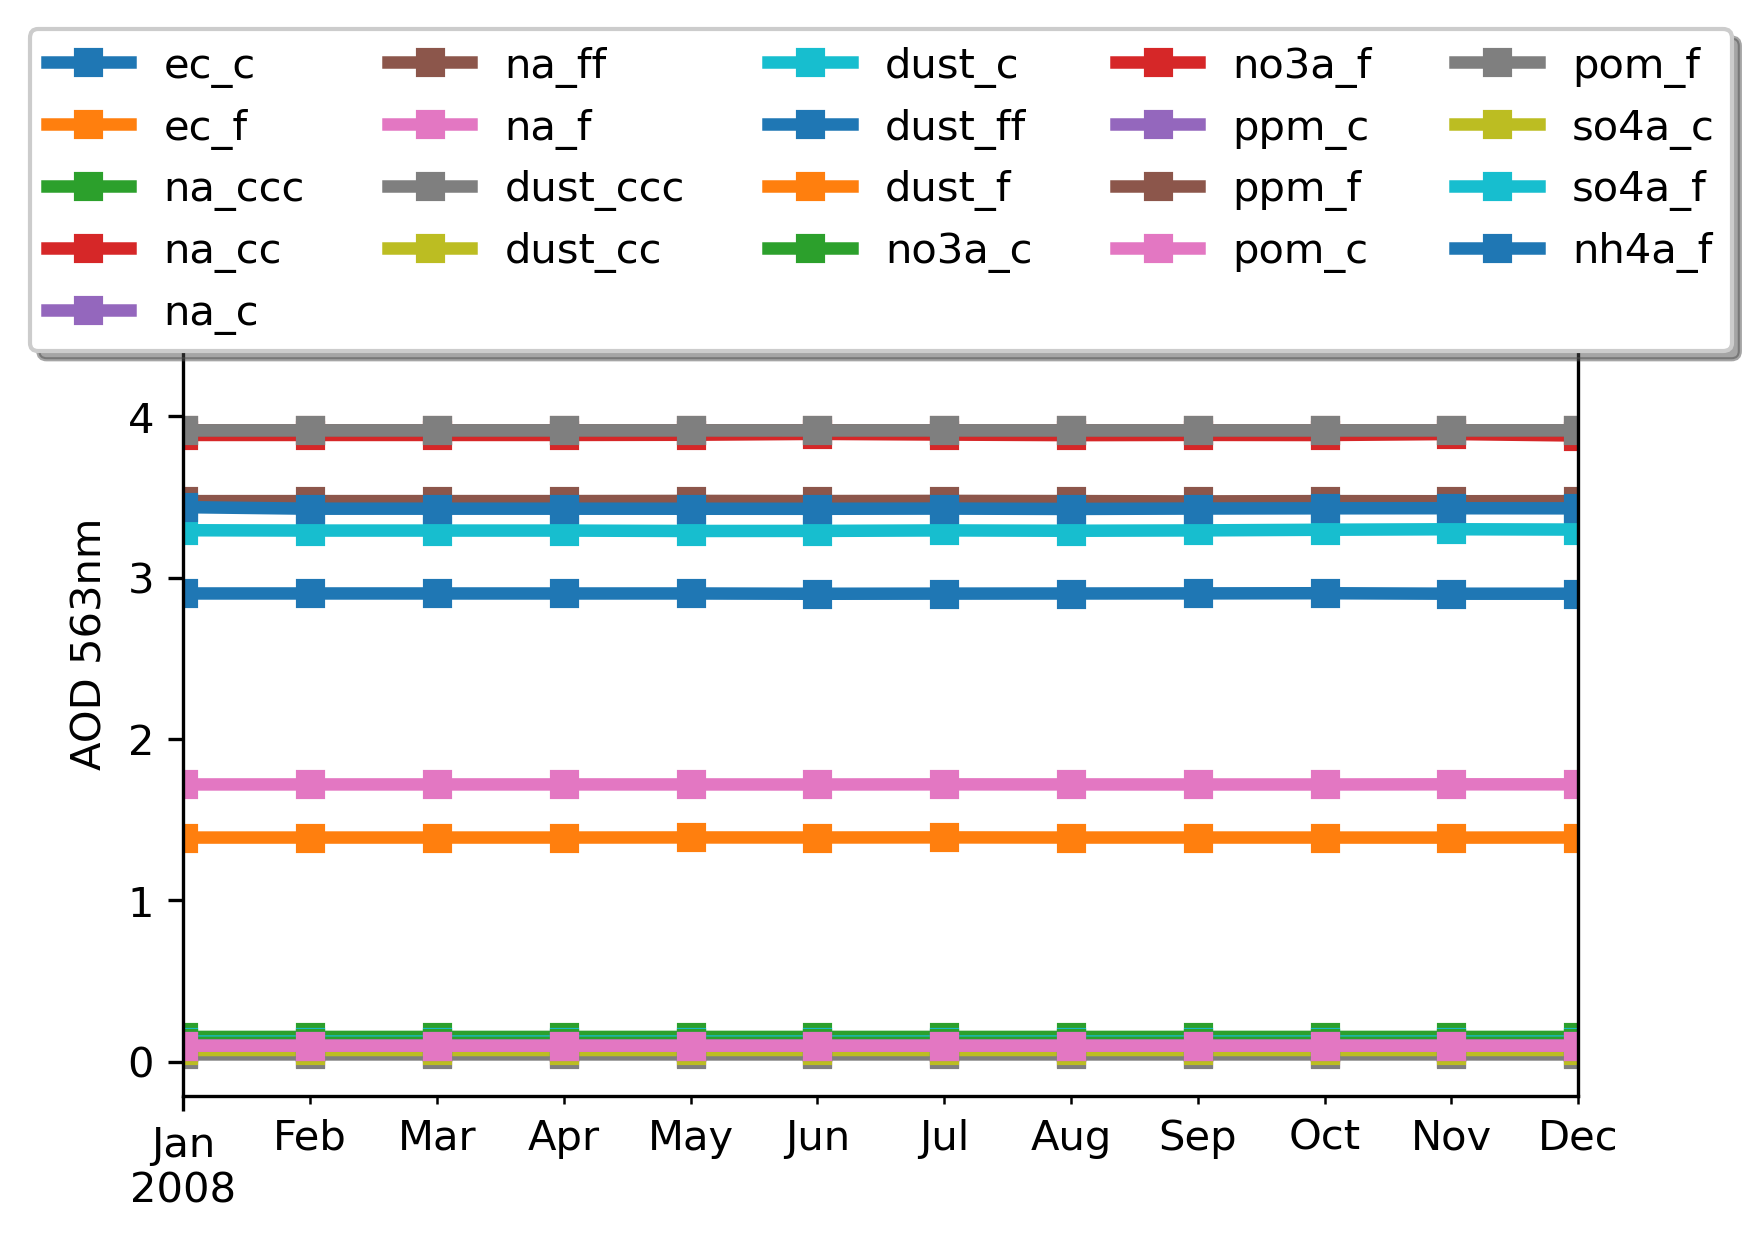 ec_c
ec_f
na_ccc
na_cc
na_c
na_ff
na_f
dust_ccc
dust_cc
dust_c
dust_ff
dust_f
no3a_c
no3a_f
ppm_c
ppm_f
pom_c
pom_f
so4a_c
so4a_f
nh4a_f
AOD 563nm
4
3
2
1
0
Jan Feb Mar Apr May Jun Jul Aug Sep Oct Nov Dec
2008